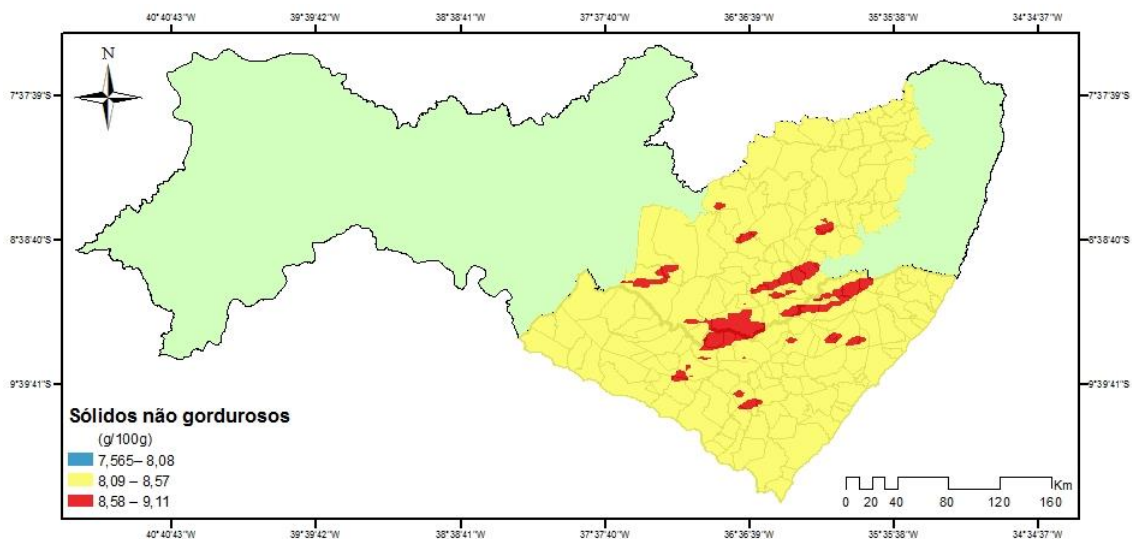 40°40'43"W 39°39'42"W 38°38'41"W 37°37'40"W 36°36'39"W 35°35'38"W 34°34'37"W
N
7°37'39"S 7°37'39"S
8°38'40"S 8°38'40"S
9°39'41"S 9°39'41"S
Sólidos não gordurosos
(g/100g)
7,565– 8,08
8,09 – 8,57
8,58 – 9,11
Km
0 20 40 80 120 160
40°40'43"W 39°39'42"W 38°38'41"W 37°37'40"W 36°36'39"W 35°35'38"W 34°34'37"W